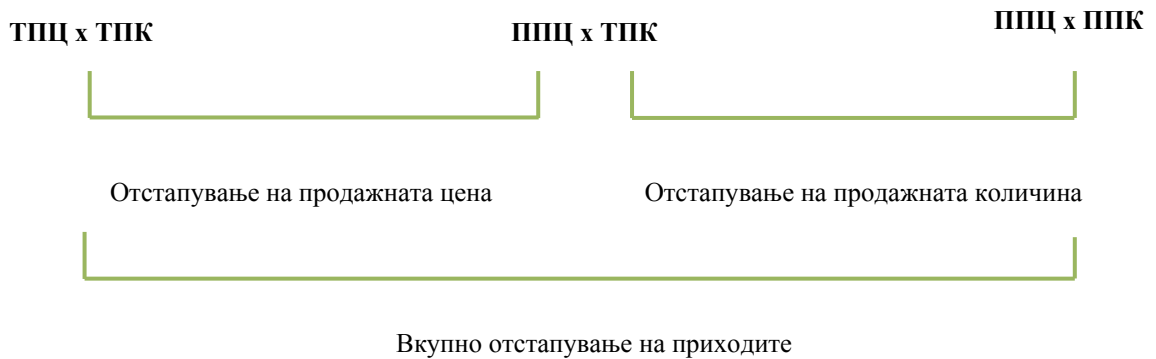 ТПЦ x ТПК ППЦ x ТПК ППЦ x ППК
Отстапување на продажната цена Отстапување на продажната количина
Вкупно отстапување на приходите